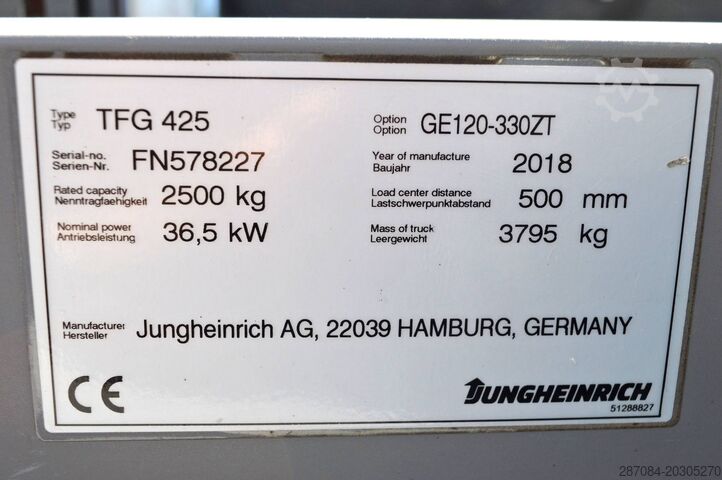 Type
Typ
TFG 425
Option
Option
GE120-330ZT
Serial-no.
Serien-Nr.
FN578227
Year of manufacture
Baujahr
2018
Rated capacity
Nenntragfaehigkeit
2500 kg
Load center distance
Lastschwerpunktabstand
500 mm
Nominal power
Antriebsleistung
36,5 kW
Mass of truck
Leergewicht
3795 kg
Manufacturer
Hersteller
Jungheinrich AG, 22039 HAMBURG, GERMANY
CE
JUNGHEINRICH
51288827
287084-20305270